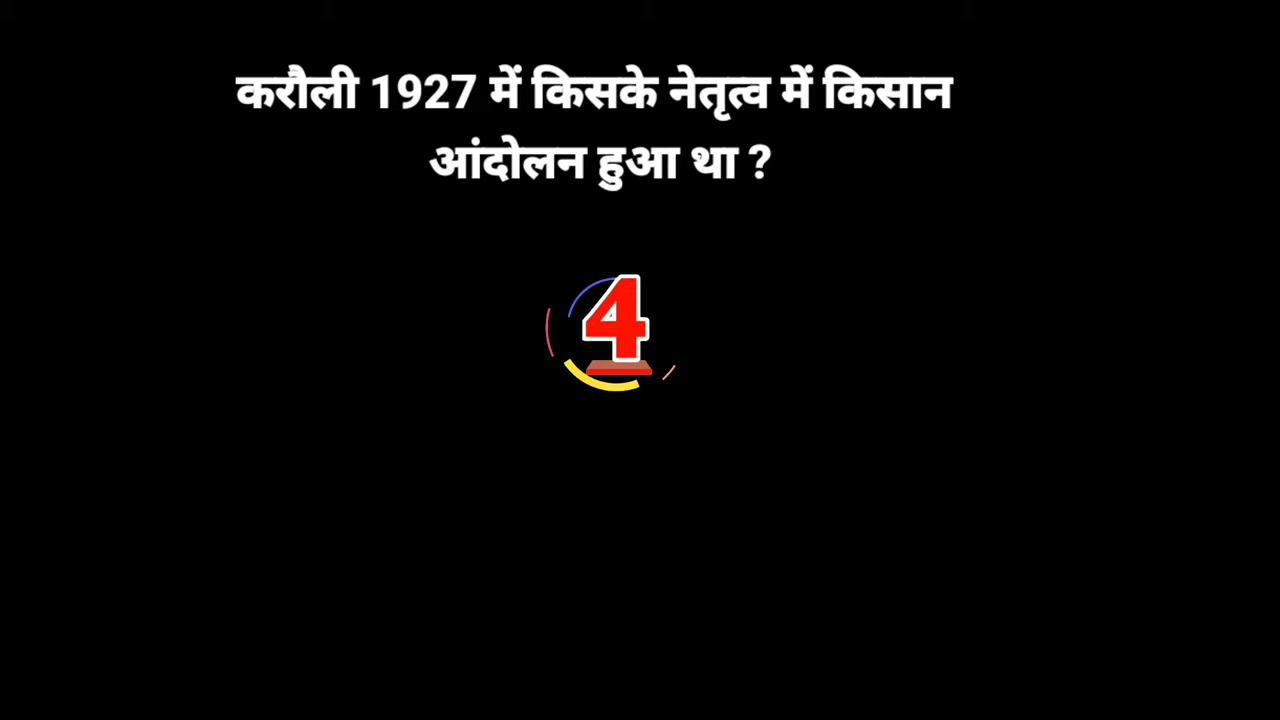 करौली 1927 में किसके नेतृत्व में किसान
आंदोलन हुआ था ?
4